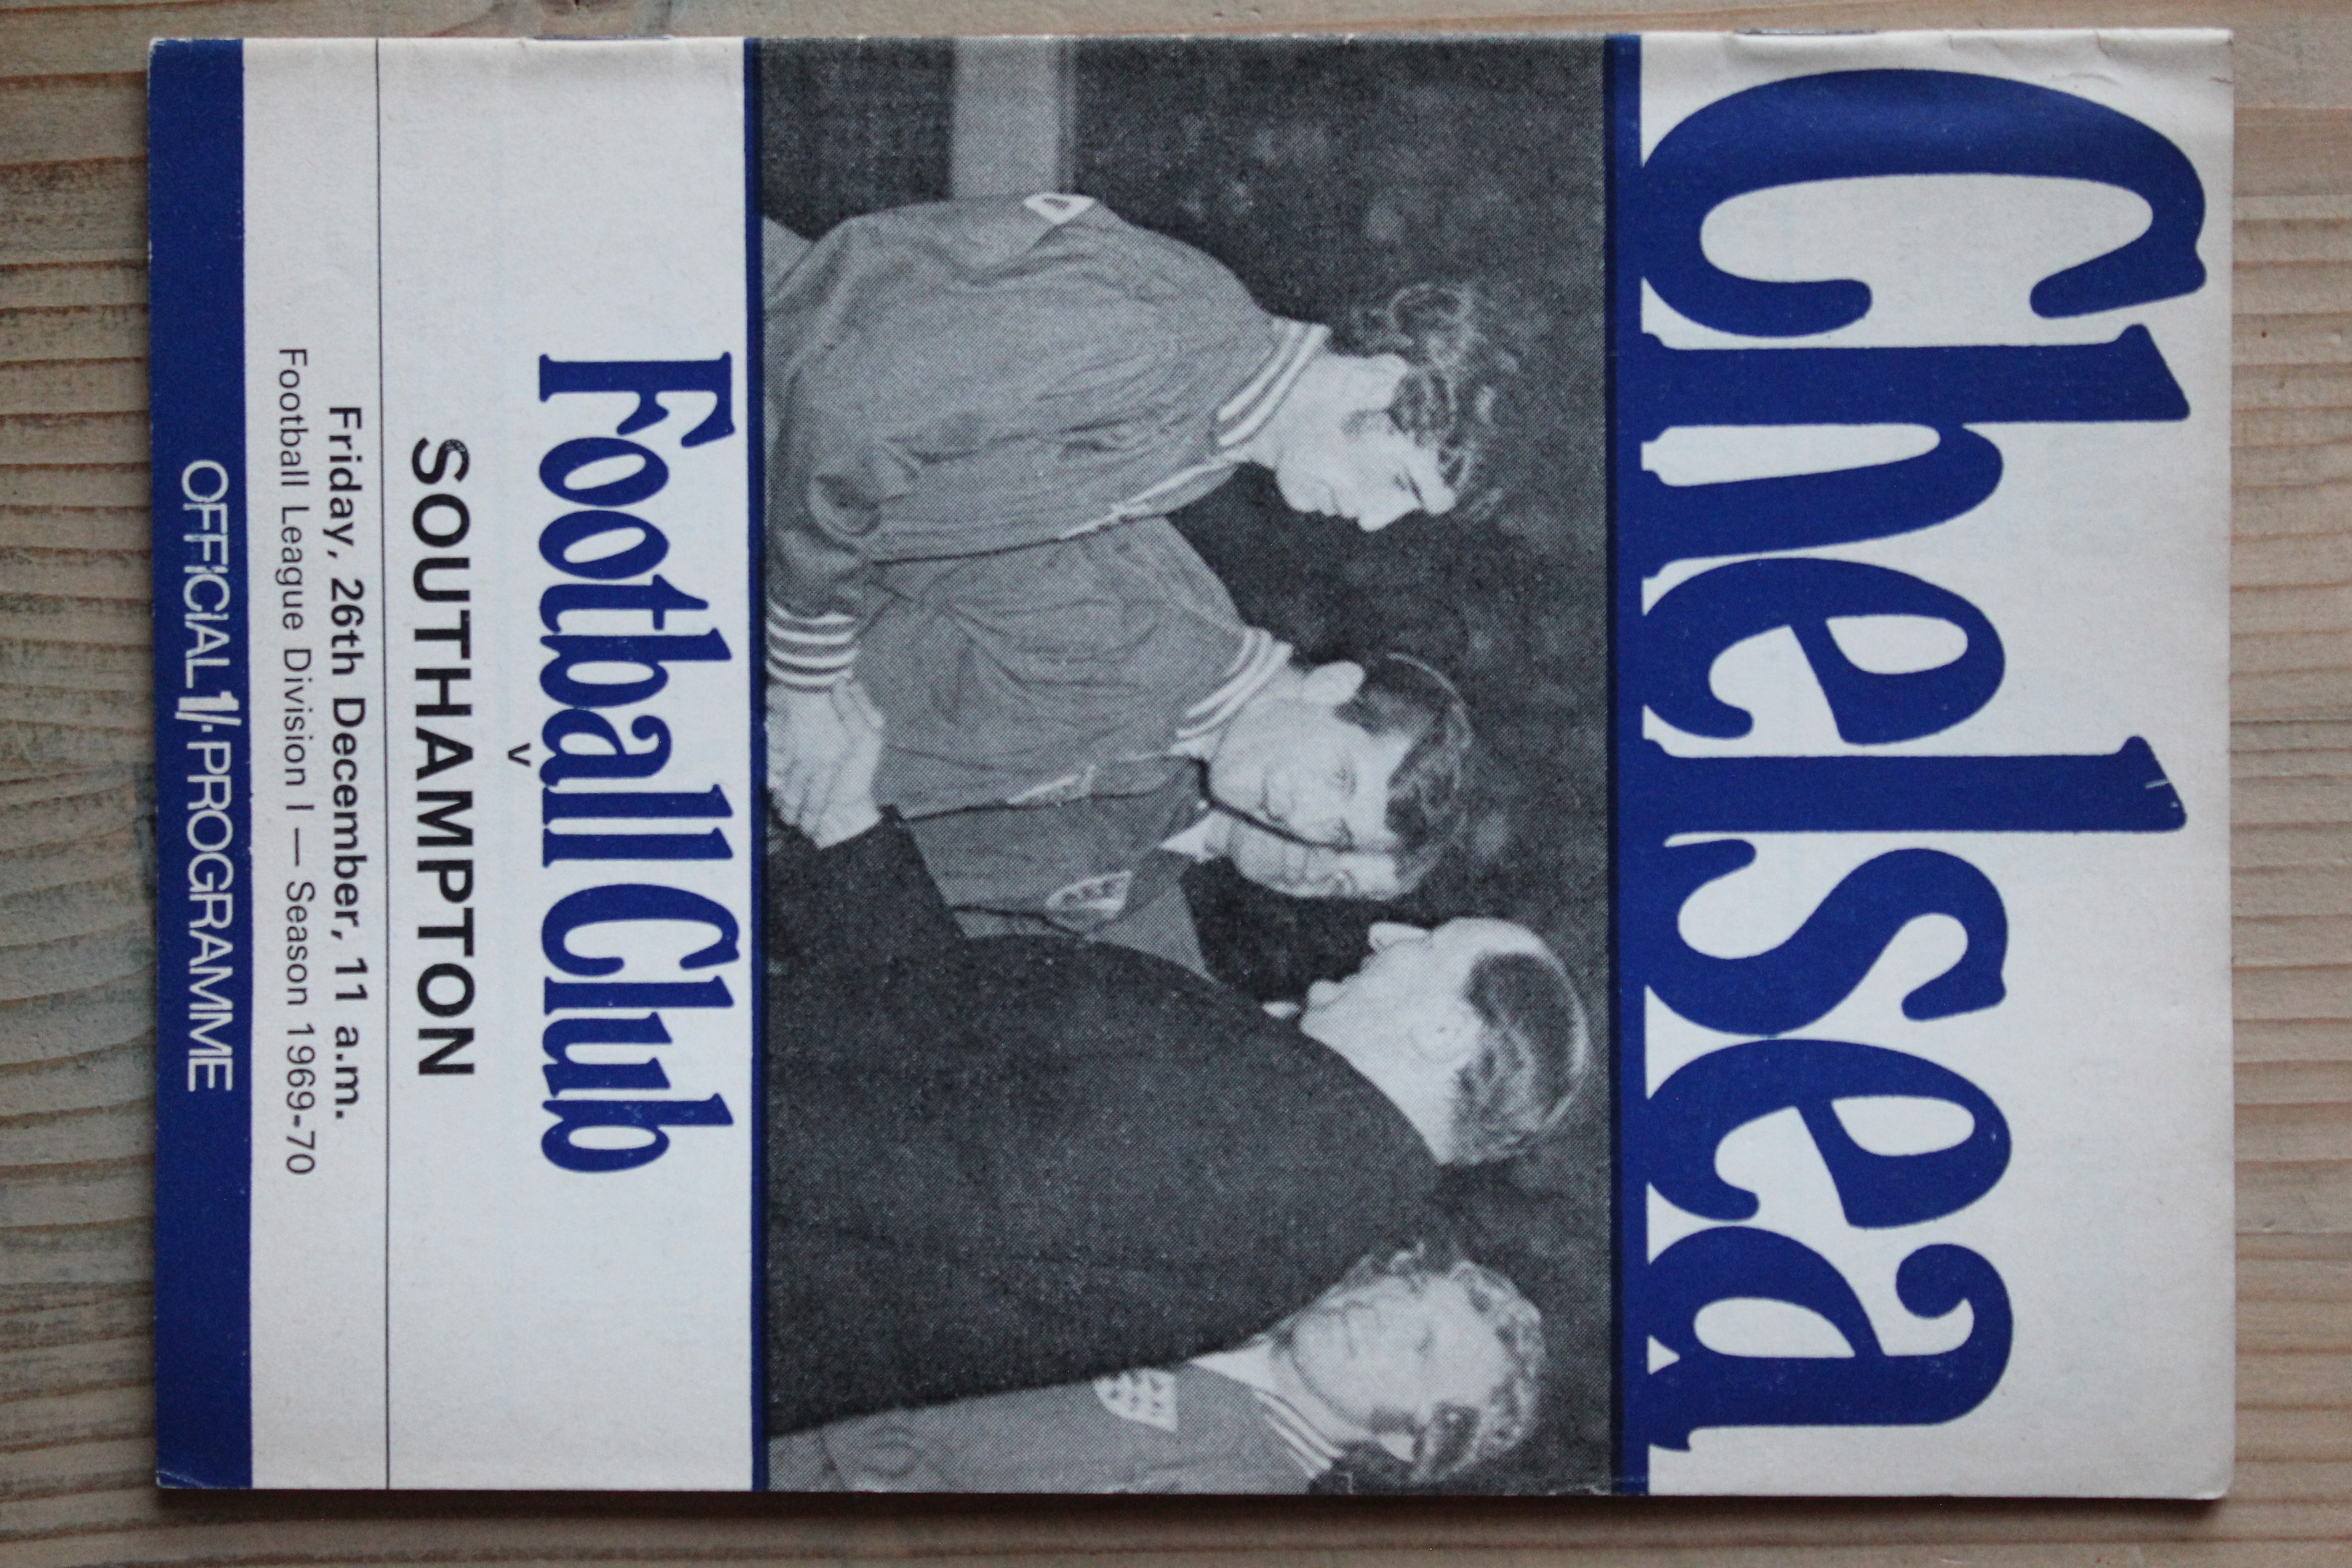 Chelsea
Football Club
v
SOUTHAMPTON
Friday, 26th December, 11 a.m.
Football League Division I — Season 1969-70
OFFICIAL 1/- PROGRAMME